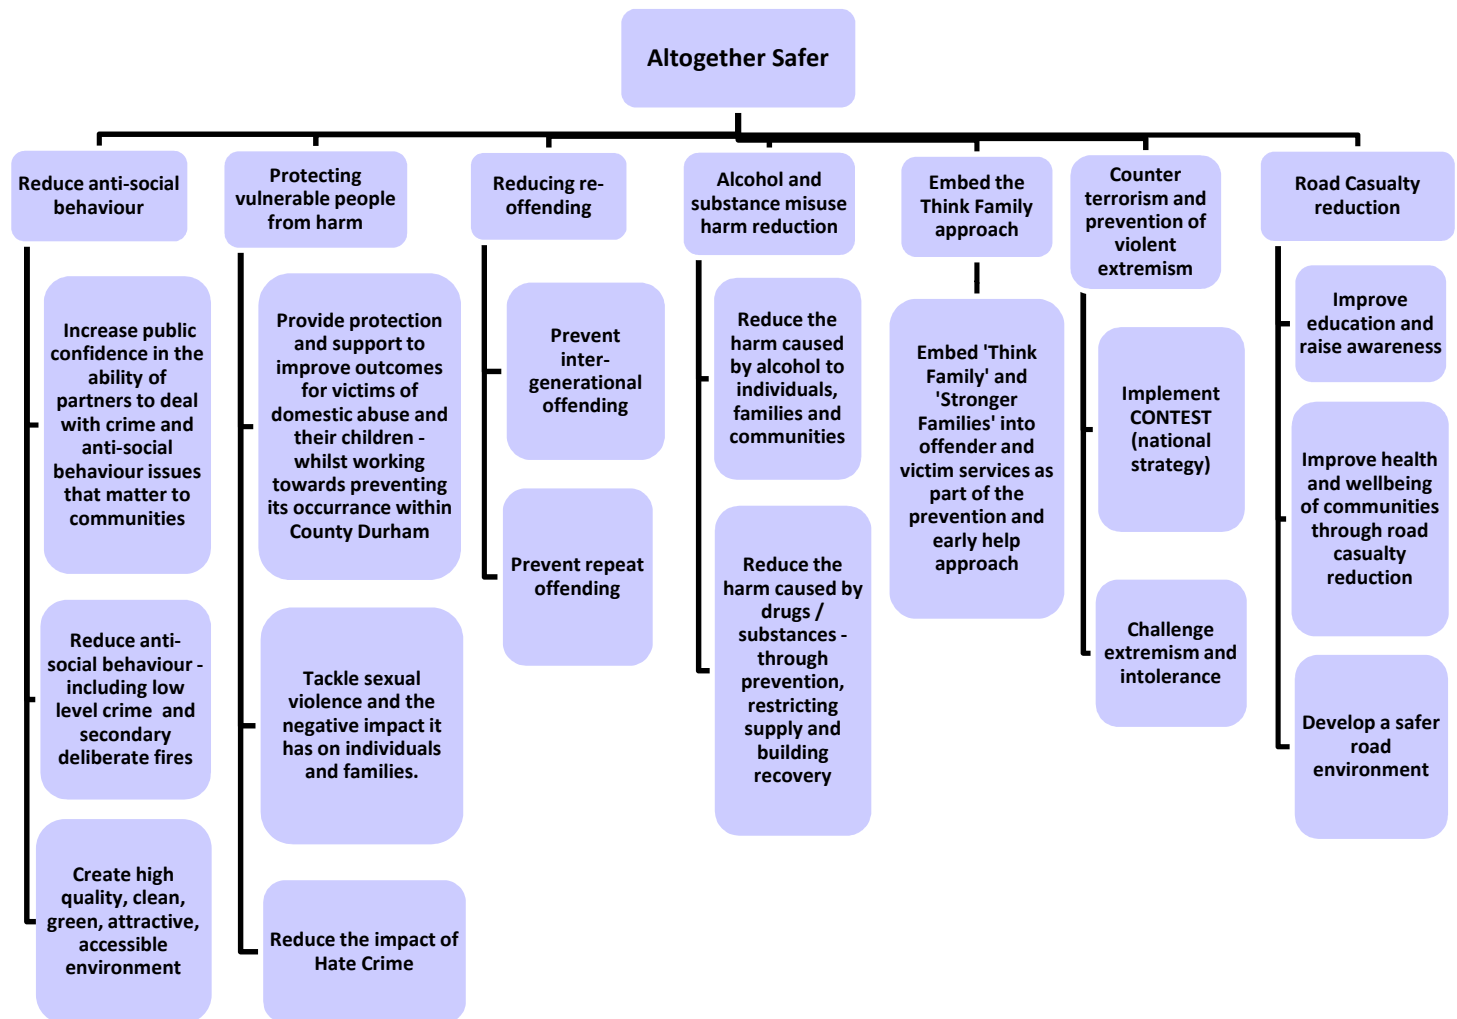 Altogether Safer
Reduce anti-social
behaviour
Increase public
confidence in the
ability of
partners to deal
with crime and
anti-social
behaviour issues
that matter to
communities
Reduce anti-
social behaviour -
including low
level crime and
secondary
deliberate fires
Create high
quality, clean,
green, attractive,
accessible
environment
Protecting
vulnerable people
from harm
Provide protection
and support to
improve outcomes
for victims of
domestic abuse and
their children -
whilst working
towards preventing
its occurrance within
County Durham
Tackle sexual
violence and the
negative impact it
has on individuals
and families.
Reduce the impact of
Hate Crime
Reducing re-
offending
Prevent
inter-
generational
offending
Prevent repeat
offending
Alcohol and
substance misuse
harm reduction
Reduce the
harm caused
by alcohol to
individuals,
families and
communities
Reduce the
harm caused by
drugs /
substances -
through
prevention,
restricting
supply and
building
recovery
Embed the
Think Family
approach
Embed 'Think
Family' and
'Stronger
Families' into
offender and
victim services as
part of the
prevention and
early help
approach
Counter
terrorism and
prevention of
violent
extremism
Implement
CONTEST
(national
strategy)
Challenge
extremism and
intolerance
Road Casualty
reduction
Improve
education and
raise awareness
Improve health
and wellbeing
of communities
through road
casualty
reduction
Develop a safer
road
environment